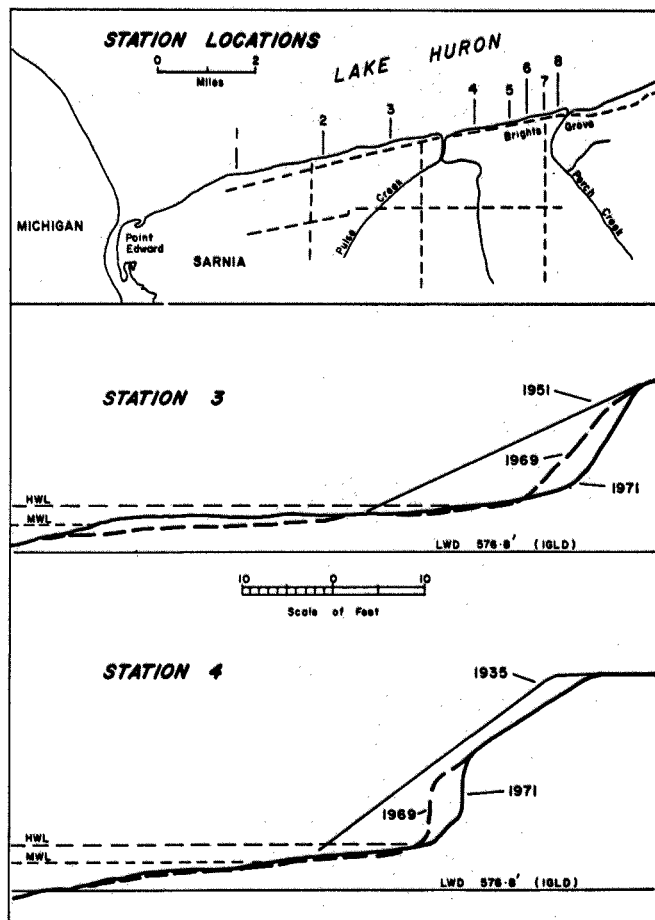 STATION LOCATIONS
0 2
Miles
LAKE HURON
2 3 4 5 6 7 8
Brights Grove
Pulse Creek
Perch Creek
MICHIGAN
Point
Edward
SARNIA
STATION 3
1951
1969
1971
HWL
MWL
LWD 576·8' (IGLD)
10 0 10
Scale of Feet
STATION 4
1935
1969
1971
HWL
MWL
LWD 576·8' (IGLD)